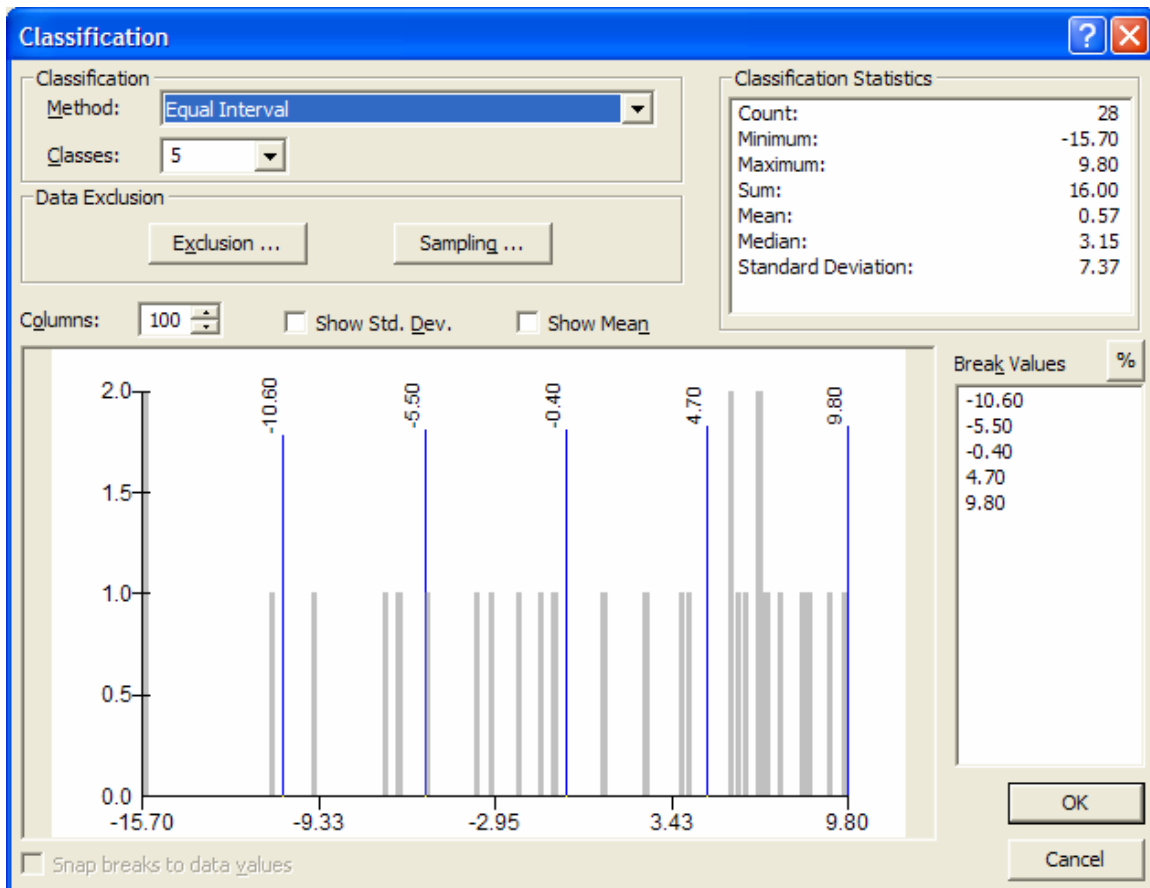 Classification
Classification
Method: Equal Interval
Classes: 5
Data Exclusion
Exclusion ...
Sampling ...
Classification Statistics
Count: 28
Minimum: -15.70
Maximum: 9.80
Sum: 16.00
Mean: 0.57
Median: 3.15
Standard Deviation: 7.37
Columns: 100
Show Std. Dev.
Show Mean
Break Values
%
-10.60
-5.50
-0.40
4.70
9.80
-10.60
-5.50
-0.40
4.70
9.80
2.0
1.5
1.0
0.5
0.0
-15.70 -9.33 -2.95 3.43 9.80
Snap breaks to data values
OK
Cancel